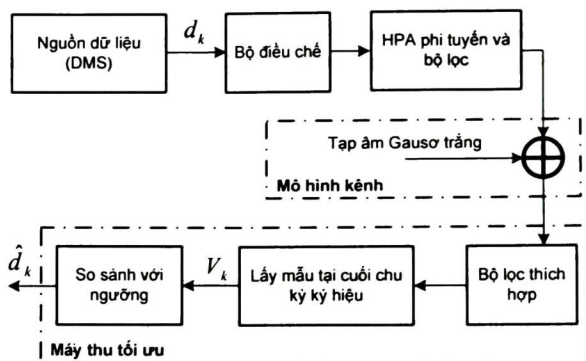 Nguồn dữ liệu
(DMS)
d_k
Bộ điều chế
HPA phi tuyến và
bộ lọc
Tạp âm Gausơ trắng
Mô hình kênh
d̂_k
So sánh với
ngưỡng
V_k
Lấy mẫu tại cuối chu
kỳ ký hiệu
Bộ lọc thích
hợp
Máy thu tối ưu